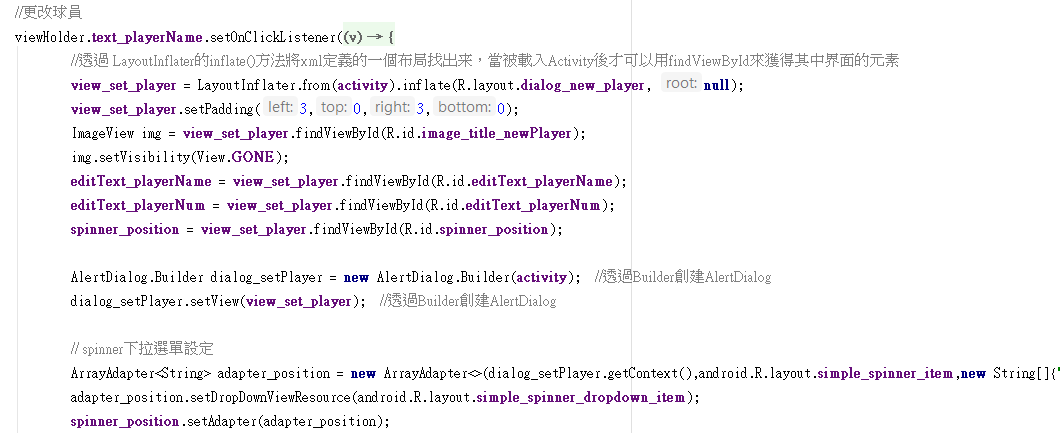 //更改球員
viewHolder.text_playerName.setOnClickListener((v) → {
//透過 LayoutInflater的inflate()方法將xml定義的一個布局找出來，當被載入Activity後才可以用findViewById來獲得其中界面的元素
view_set_player = LayoutInflater.from(activity).inflate(R.layout.dialog_new_player, root: null);
view_set_player.setPadding( left: 3, top: 0, right: 3, bottom: 0);
ImageView img = view_set_player.findViewById(R.id.image_title_newPlayer);
img.setVisibility(View.GONE);
editText_playerName = view_set_player.findViewById(R.id.editText_playerName);
editText_playerNum = view_set_player.findViewById(R.id.editText_playerNum);
spinner_position = view_set_player.findViewById(R.id.spinner_position);
AlertDialog.Builder dialog_setPlayer = new AlertDialog.Builder(activity); //透過Builder創建AlertDialog
dialog_setPlayer.setView(view_set_player); //透過Builder創建AlertDialog
// spinner下拉選單設定
ArrayAdapter<String> adapter_position = new ArrayAdapter<>(dialog_setPlayer.getContext(),android.R.layout.simple_spinner_item,new String[]{"
adapter_position.setDropDownViewResource(android.R.layout.simple_spinner_dropdown_item);
spinner_position.setAdapter(adapter_position);